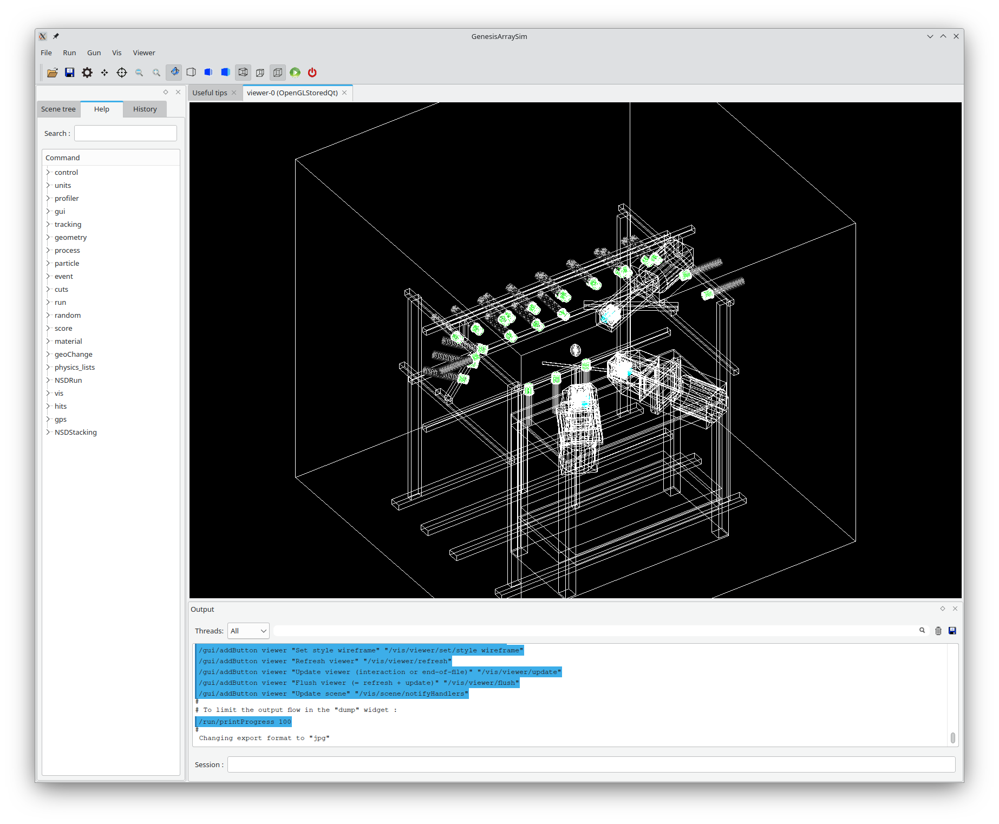 GenesisArraySim
File Run Gun Vis Viewer
Scene tree Help History
Search :
Command
control
units
profiler
gui
tracking
geometry
process
particle
event
cuts
run
random
score
material
geoChange
physics_lists
NSDRun
vis
hits
gps
NSDStacking
Useful tips viewer-0 (OpenGLStoredQt)
Output
Threads: All
/gui/addButton viewer "Set style wireframe" "/vis/viewer/set/style wireframe"
/gui/addButton viewer "Refresh viewer" "/vis/viewer/refresh"
/gui/addButton viewer "Update viewer (interaction or end-of-file)" "/vis/viewer/update"
/gui/addButton viewer "Flush viewer (= refresh + update)" "/vis/viewer/flush"
/gui/addButton viewer "Update scene" "/vis/scene/notifyHandlers"
#
# To limit the output flow in the "dump" widget :
/run/printProgress 100
#
Changing export format to "jpg"
Session :